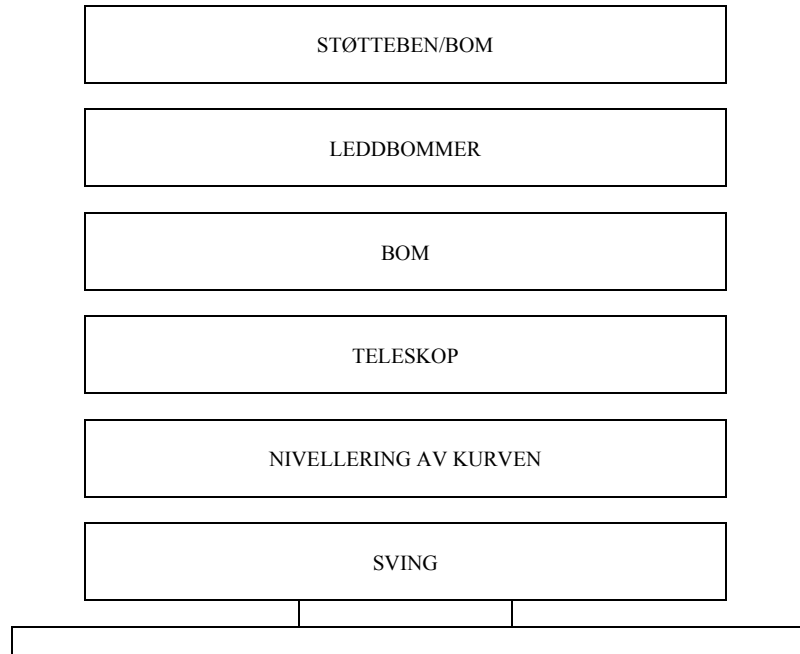 STØTTEBEN/BOM
LEDDBOMMER
BOM
TELESKOP
NIVELLERING AV KURVEN
SVING